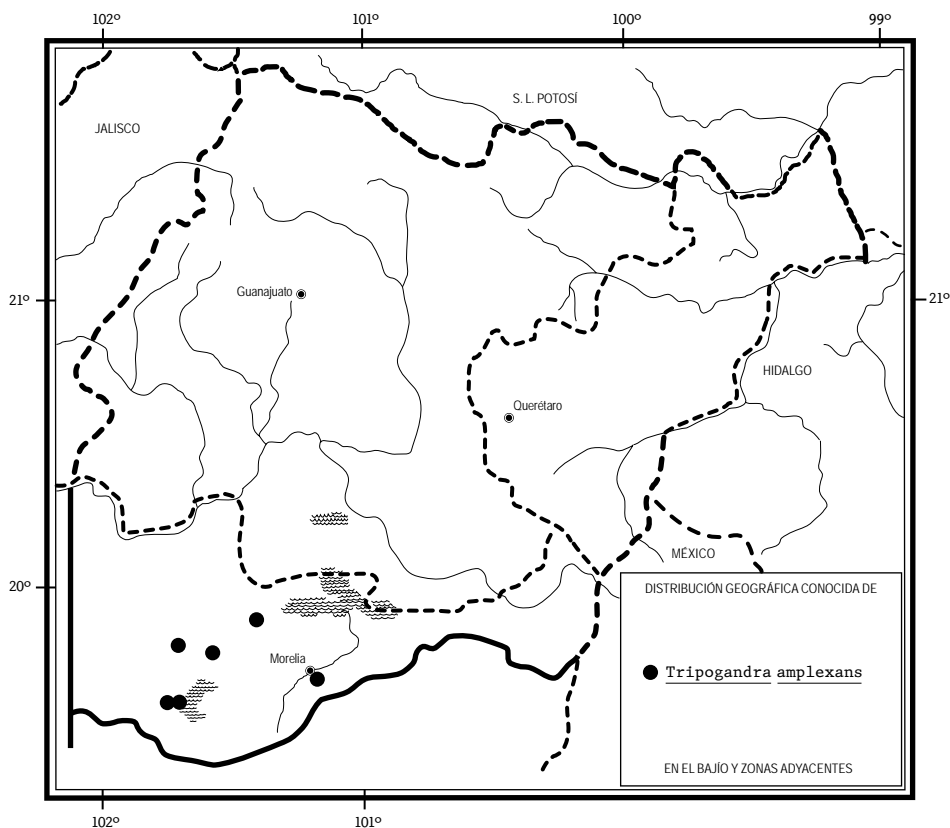 102º 101º 100º 99º
S. L. POTOSÍ
JALISCO
Guanajuato
21º 21º
HIDALGO
Querétaro
MÉXICO
20º
DISTRIBUCIÓN GEOGRÁFICA CONOCIDA DE
Morelia
Tripogandra amplexans
EN EL BAJÍO Y ZONAS ADYACENTES
102º 101º